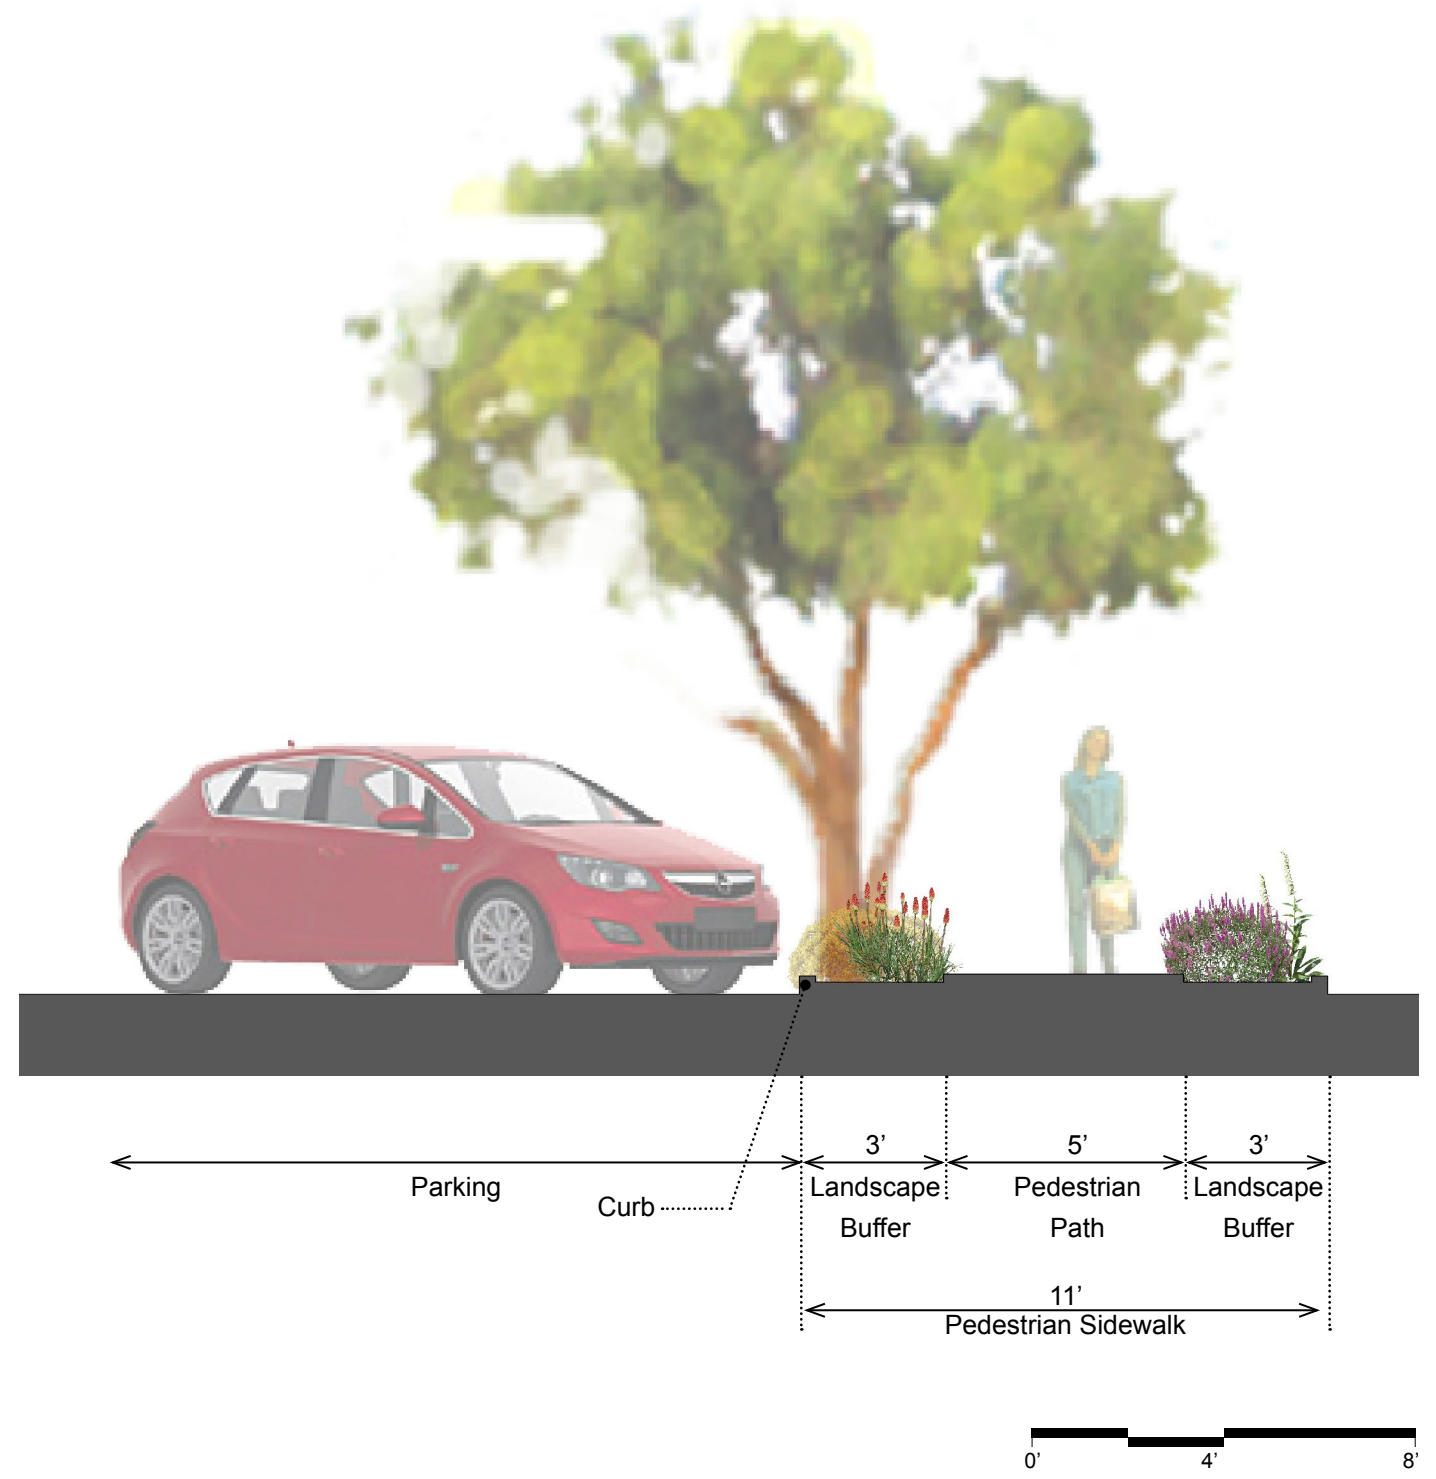 3’
5’
3’
Parking
Landscape
Pedestrian
Landscape
Curb
Buffer
Path
Buffer
11’
Pedestrian Sidewalk
0’
4’
8’